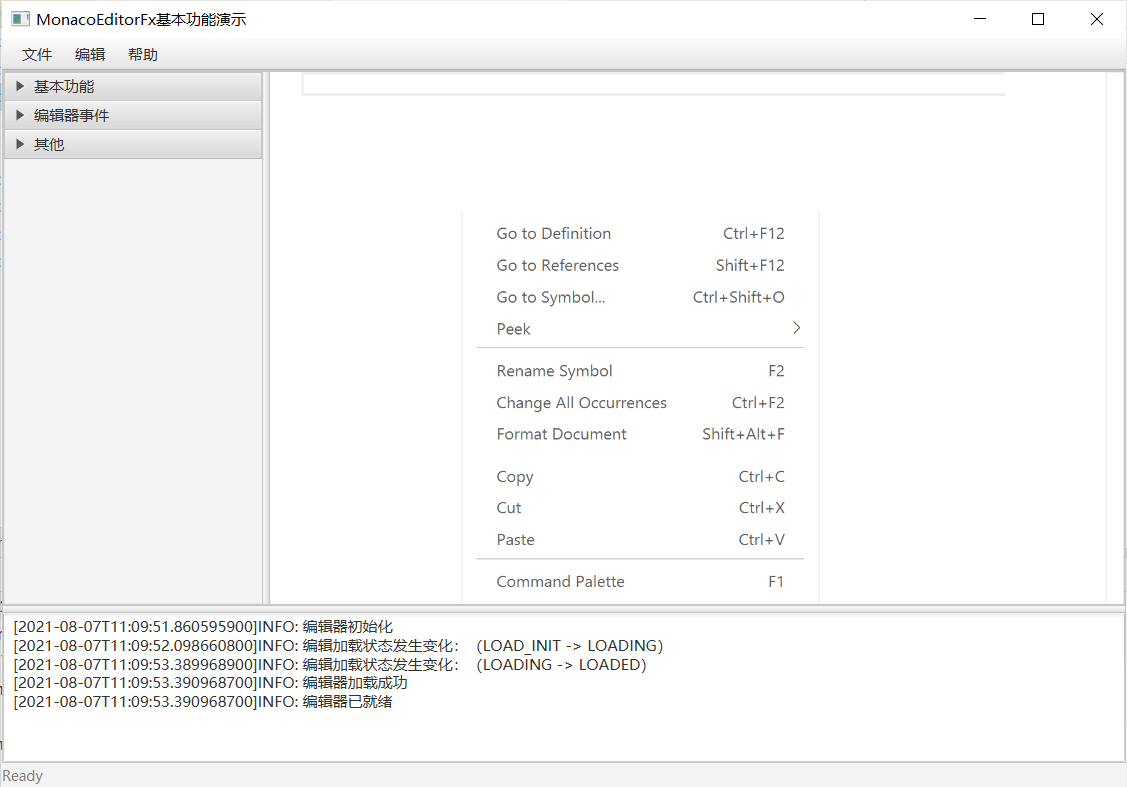 MonacoEditorFx基本功能演示
文件 编辑 帮助
基本功能
编辑器事件
其他
Go to Definition Ctrl+F12
Go to References Shift+F12
Go to Symbol... Ctrl+Shift+O
Peek
Rename Symbol F2
Change All Occurrences Ctrl+F2
Format Document Shift+Alt+F
Copy Ctrl+C
Cut Ctrl+X
Paste Ctrl+V
Command Palette F1
[2021-08-07T11:09:51.860595900]INFO: 编辑器初始化
[2021-08-07T11:09:52.098660800]INFO: 编辑加载状态发生变化： （LOAD_INIT -> LOADING）
[2021-08-07T11:09:53.389968900]INFO: 编辑加载状态发生变化： （LOADING -> LOADED）
[2021-08-07T11:09:53.390968700]INFO: 编辑器加载成功
[2021-08-07T11:09:53.390968700]INFO: 编辑器已就绪
Ready